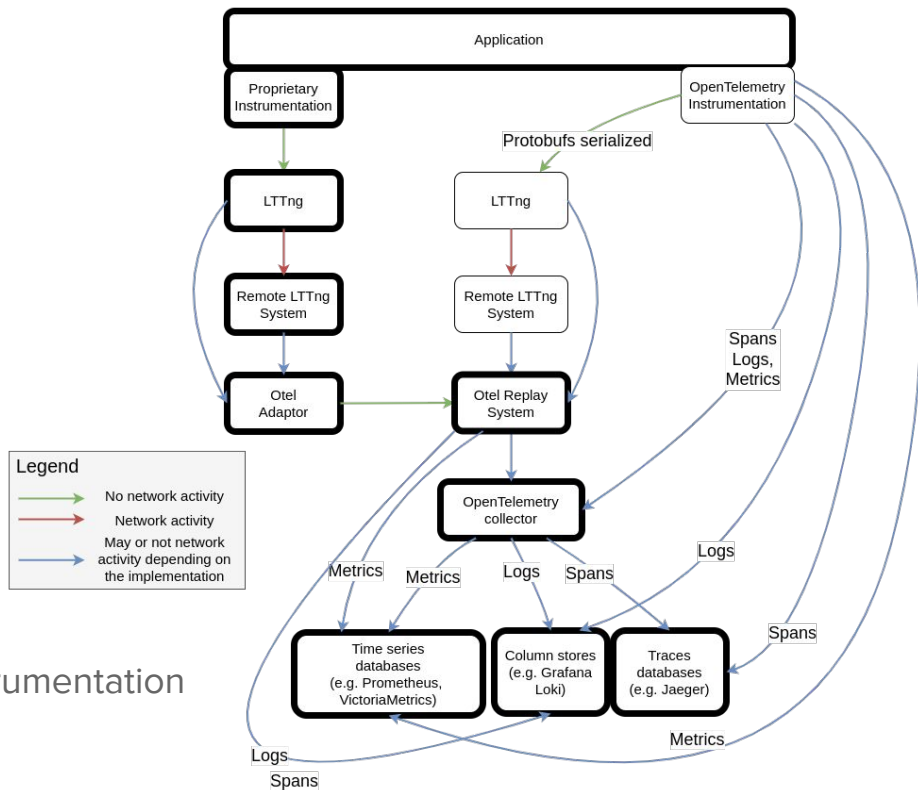 Application
Proprietary
Instrumentation
OpenTelemetry
Instrumentation
Protobufs serialized
LTTng
LTTng
Remote LTTng
System
Remote LTTng
System
Spans
Logs,
Metrics
Otel
Adaptor
Otel Replay
System
Legend
No network activity
Network activity
May or not network
activity depending on
the implementation
OpenTelemetry
collector
Metrics
Metrics
Logs
Spans
Logs
Spans
Time series
databases
(e.g. Prometheus,
VictoriaMetrics)
Column stores
(e.g. Grafana
Loki)
Traces
databases
(e.g. Jaeger)
rumentation
Metrics
Logs
Spans